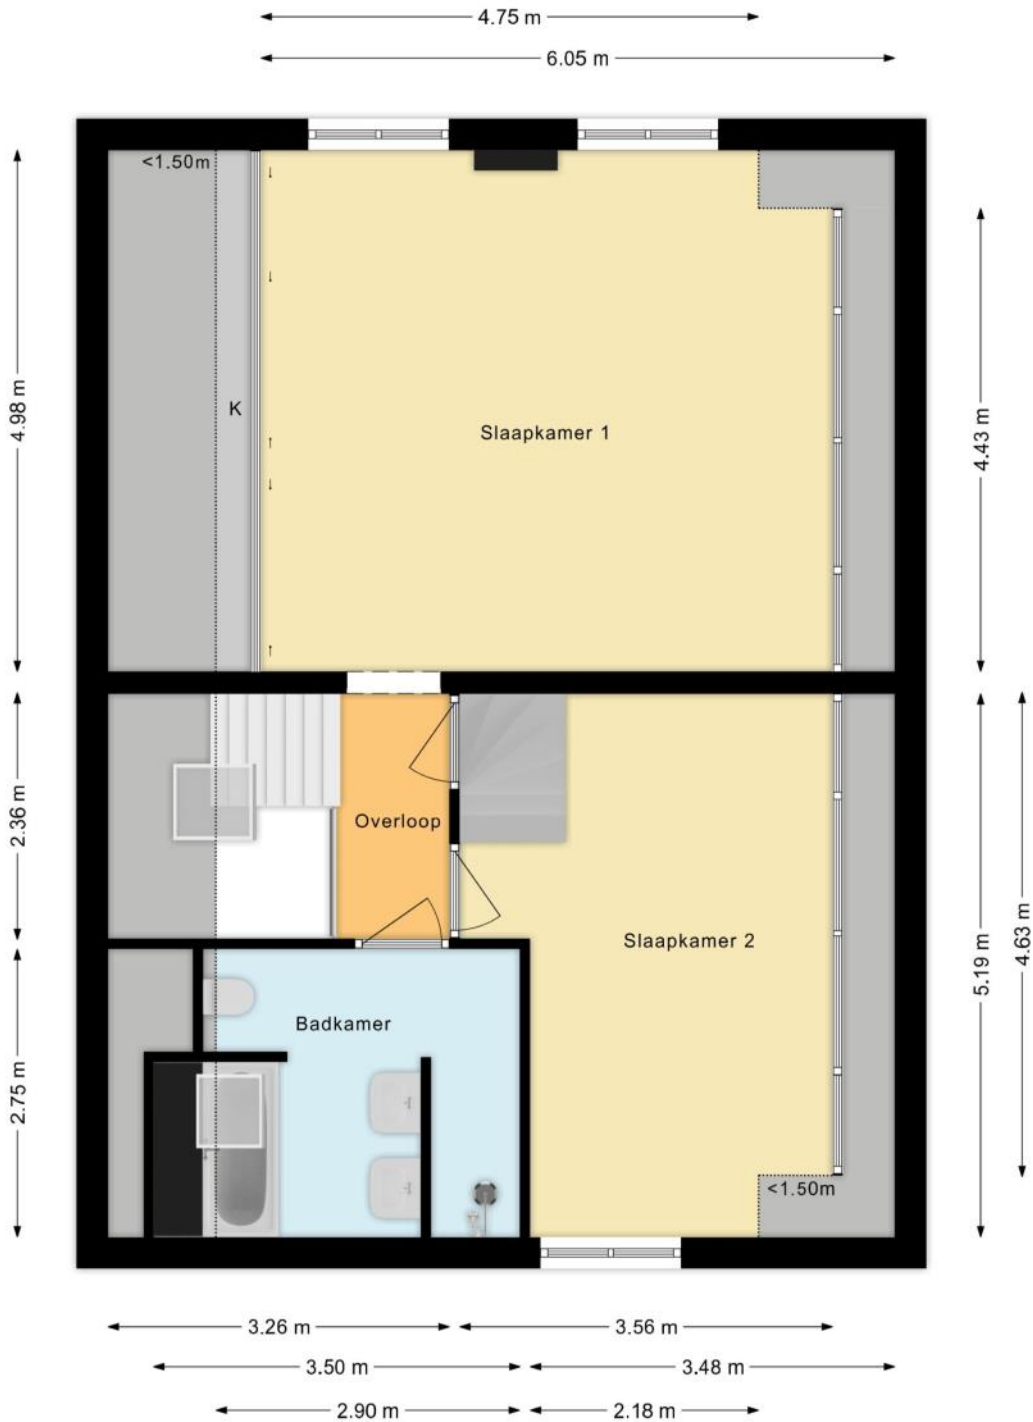 4.75 m
6.05 m
<1.50m
4.98 m
K
Slaapkamer 1
4.43 m
2.36 m
Overloop
Slaapkamer 2
5.19 m
4.63 m
Badkamer
2.75 m
<1.50m
3.26 m
3.56 m
3.50 m
3.48 m
2.90 m
2.18 m